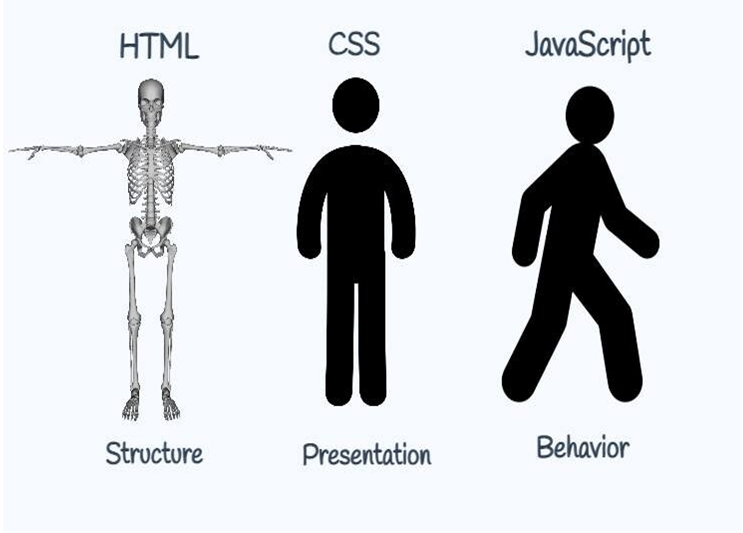 HTML CSS JavaScript
Structure Presentation Behavior